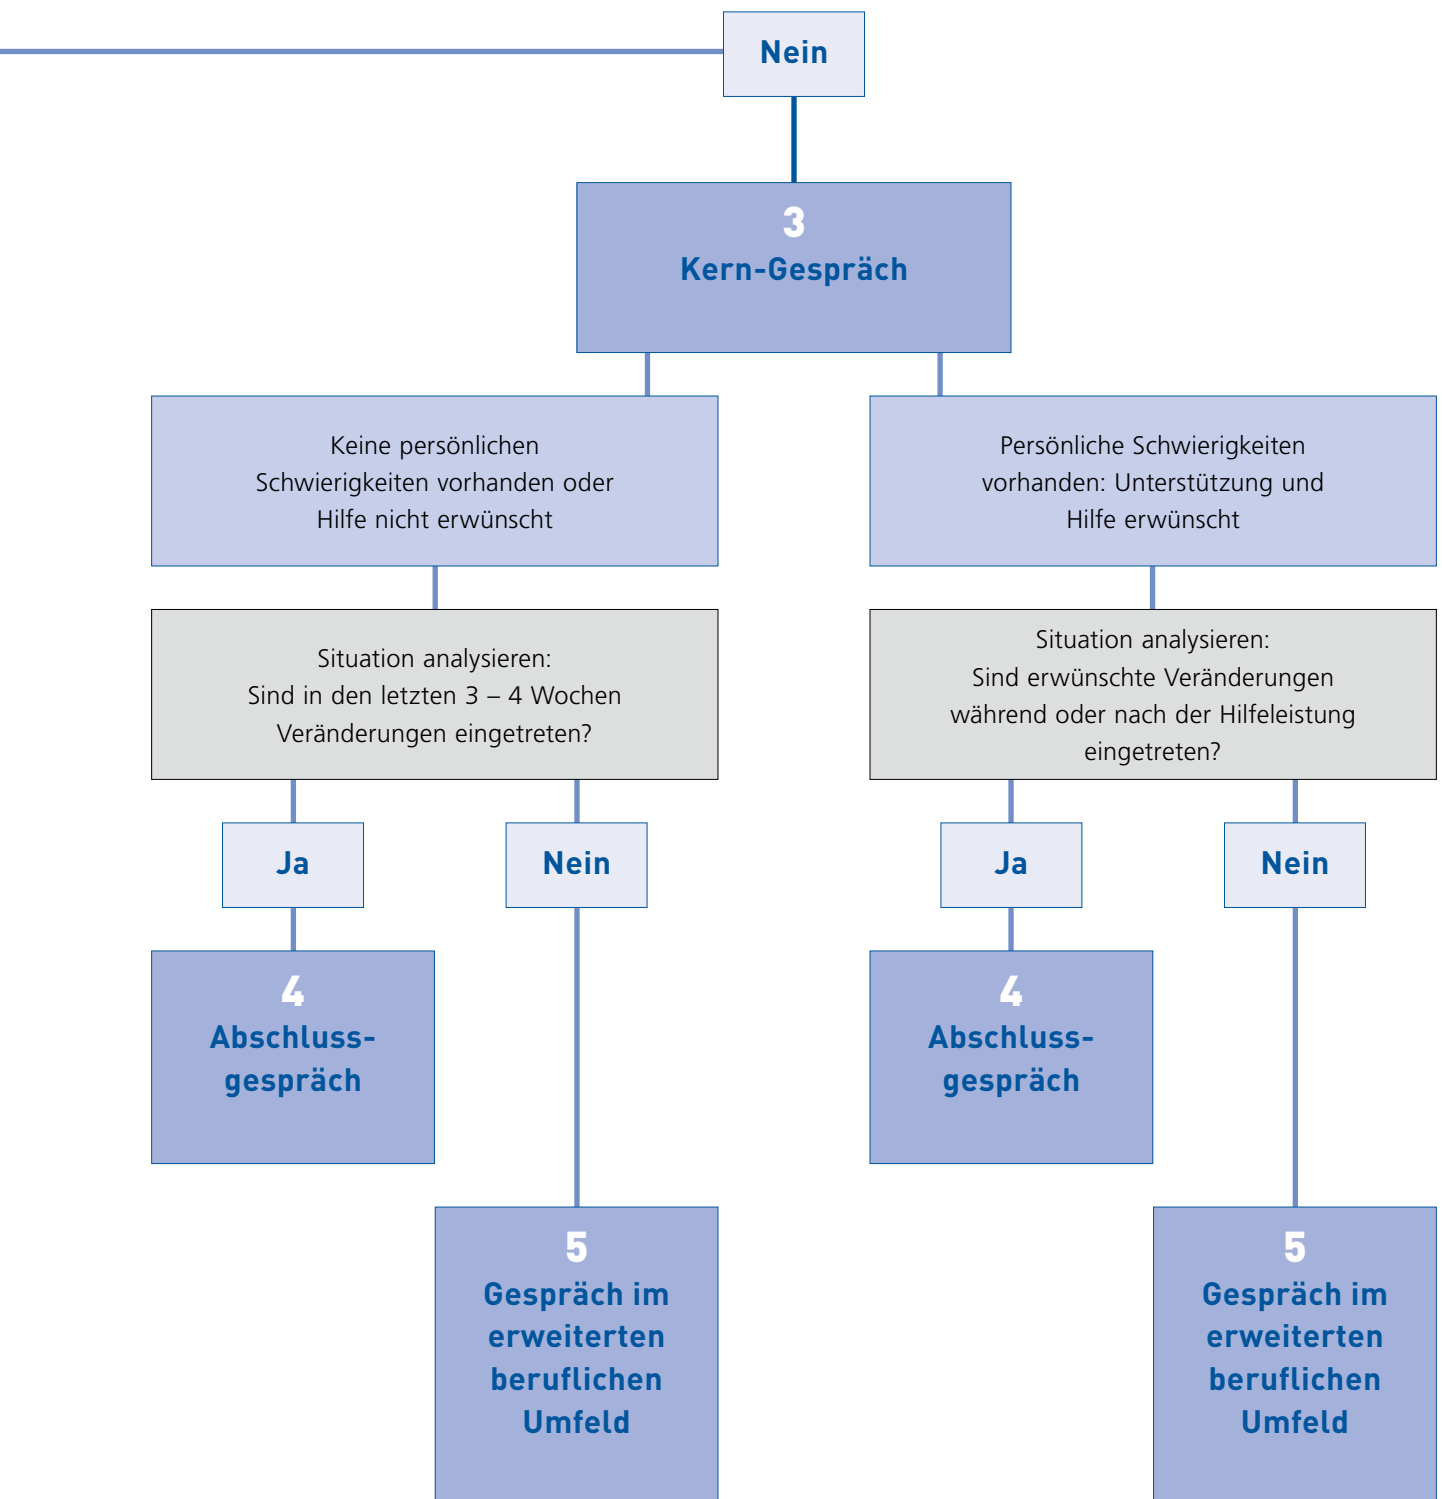 Nein
3
Kern-Gespräch
Keine persönlichen
Schwierigkeiten vorhanden oder
Hilfe nicht erwünscht
Persönliche Schwierigkeiten
vorhanden: Unterstützung und
Hilfe erwünscht
Situation analysieren:
Sind in den letzten 3 – 4 Wochen
Veränderungen eingetreten?
Situation analysieren:
Sind erwünschte Veränderungen
während oder nach der Hilfeleistung
eingetreten?
Ja
Nein
Ja
Nein
4
Abschluss-
gespräch
4
Abschluss-
gespräch
5
Gespräch im
erweiterten
beruflichen
Umfeld
5
Gespräch im
erweiterten
beruflichen
Umfeld